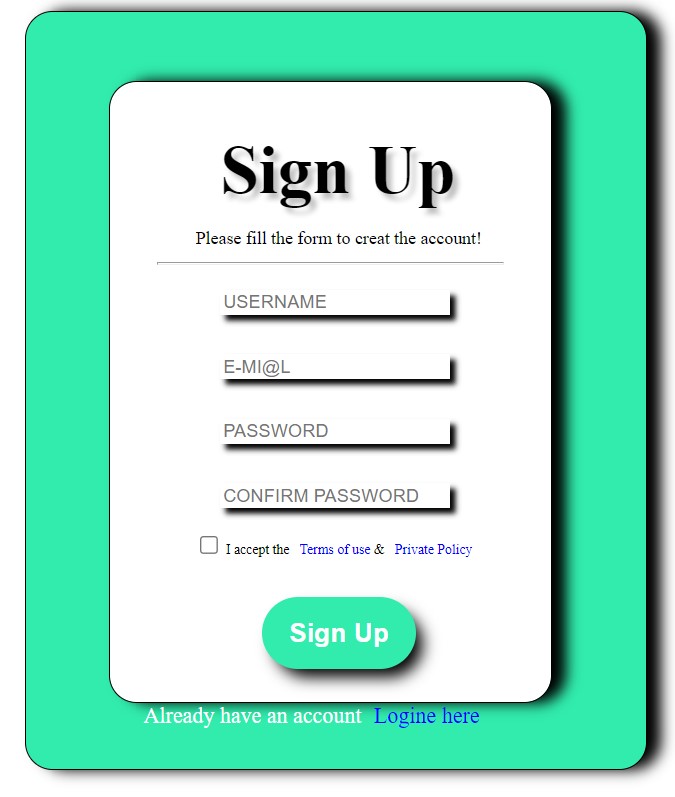 Sign Up
Please fill the form to creat the account!
USERNAME
E-MI@L
PASSWORD
CONFIRM PASSWORD
I accept the Terms of use & Private Policy
Sign Up
Already have an account Logine here